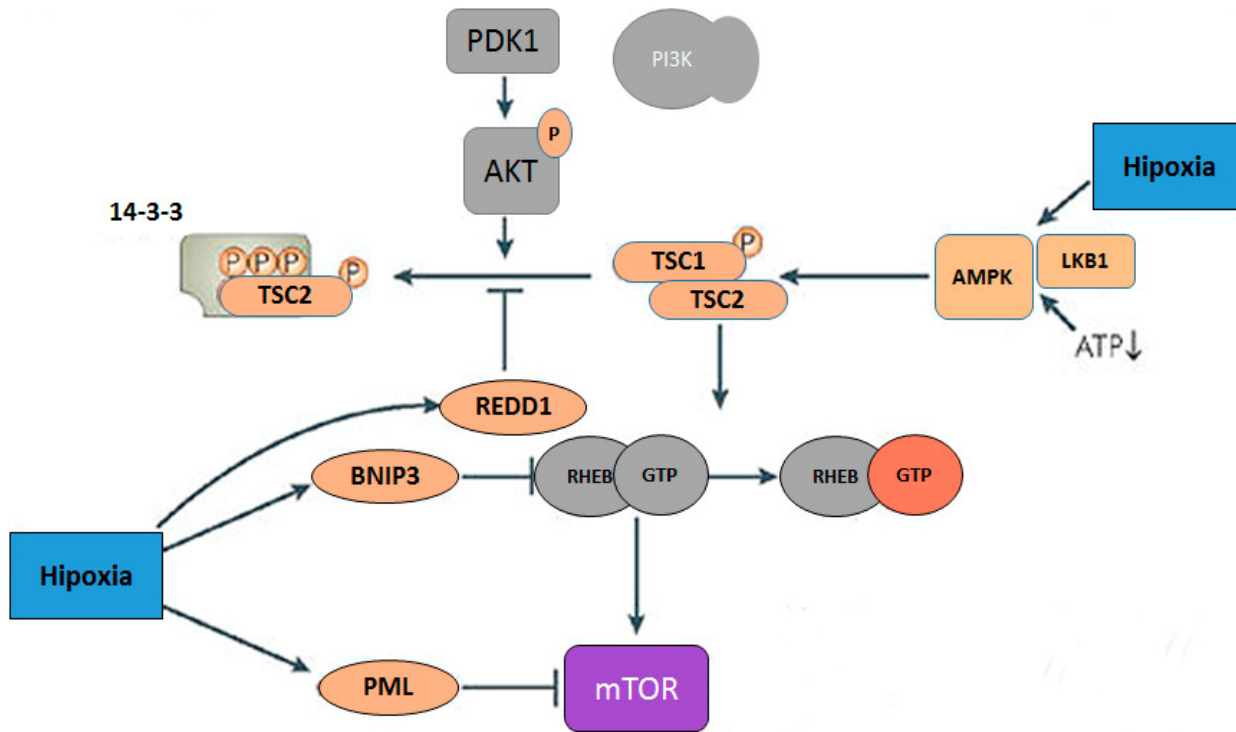 PDK1
PI3K
P
AKT
Hipoxia
14-3-3
P P P P
TSC2
P
TSC1
TSC2
LKB1
AMPK
ATP↓
REDD1
BNIP3
RHEB GTP
RHEB GTP
Hipoxia
PML
mTOR